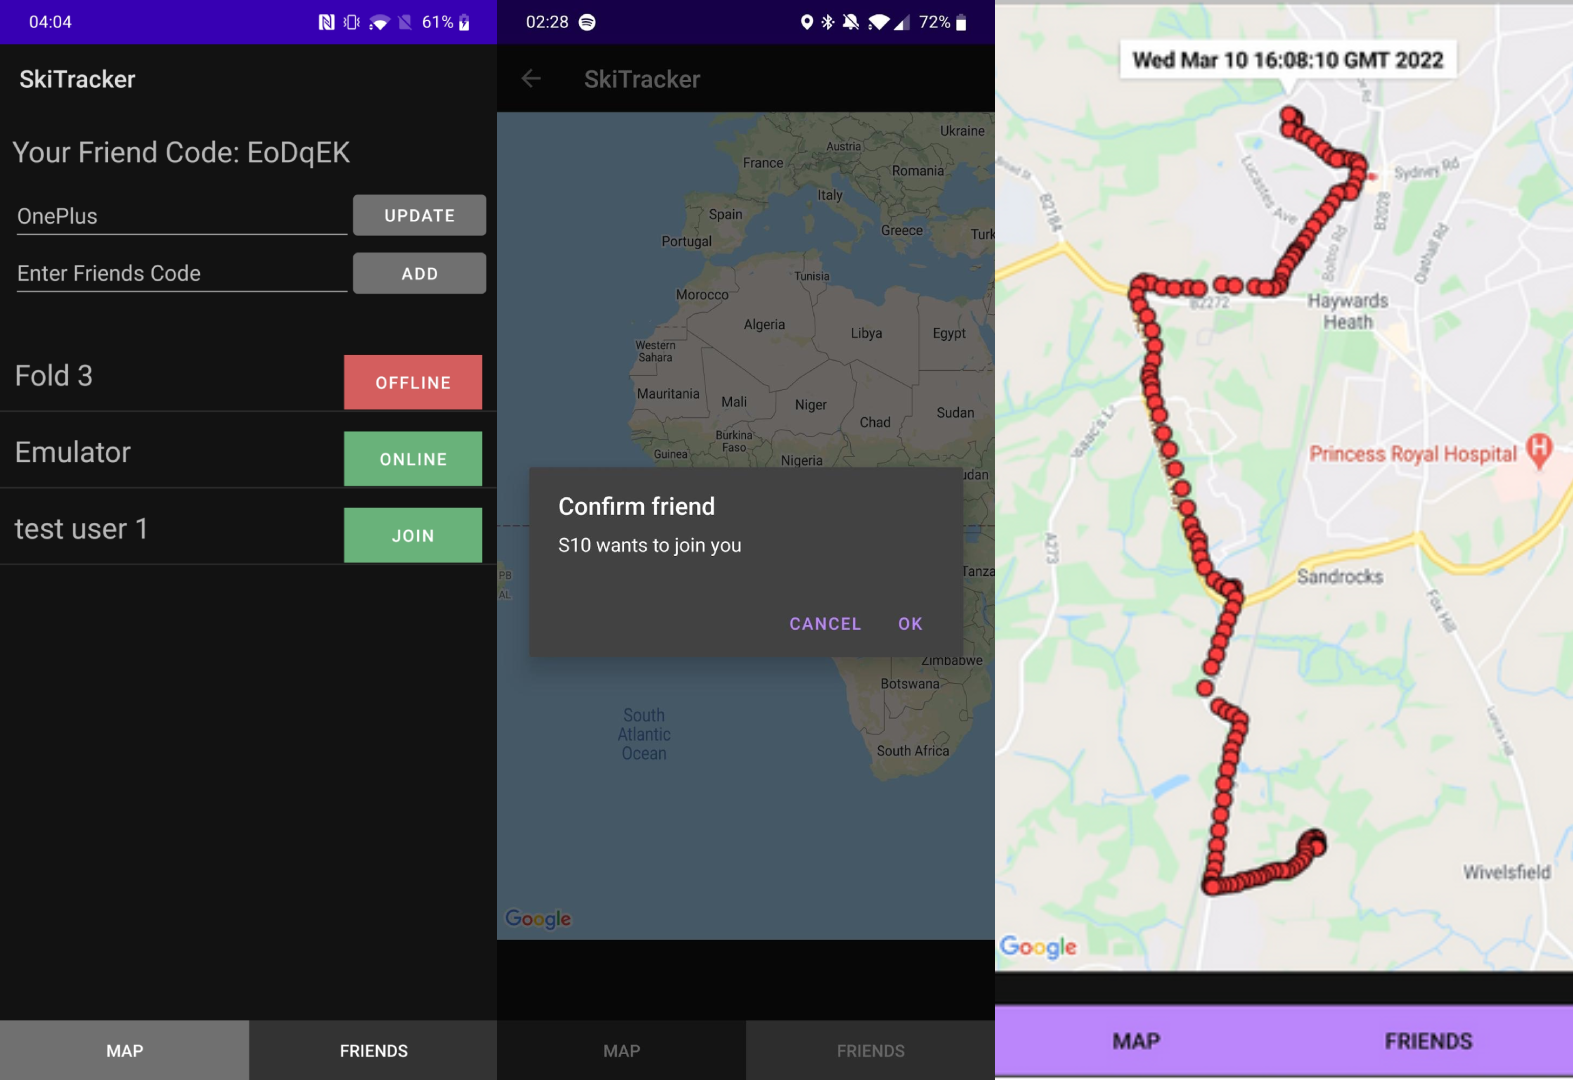 04:04
61%
SkiTracker
Your Friend Code: EoDqEK
OnePlus
UPDATE
Enter Friends Code
ADD
Fold 3
OFFLINE
Emulator
ONLINE
test user 1
JOIN
MAP
FRIENDS
02:28
72%
SkiTracker
Ukraine
Austria
France
Romania
Italy
Spain
Greece
Turk
Portugal
Tunisia
Morocco
Algeria
Libya
Egypt
Western
Sahara
Mauritania
Mali
Niger
Chad
Sudan
Burkina
Faso
Guinea
Nigeria
udan
Confirm friend
S10 wants to join you
Tanza
CANCEL
OK
Zimbabwe
Botswana
South
Atlantic
Ocean
South Africa
Google
MAP
FRIENDS
Wed Mar 10 16:08:10 GMT 2022
Sydney Rd
Lucastes Ave
B2184
B2028
Boltro Rd
Oathall Rd
B2272
Haywards
Heath
Isaac's L
Princess Royal Hospital
H
A273
Sandrocks
Fox Hill
Wivelsfield
Google
MAP
FRIENDS